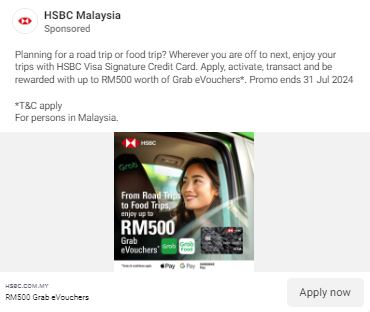 HSBC Malaysia
Sponsored
Planning for a road trip or food trip? Wherever you are off to next, enjoy your
trips with HSBC Visa Signature Credit Card. Apply, activate, transact and be
rewarded with up to RM500 worth of Grab eVouchers*. Promo ends 31 Jul 2024
*T&C apply
For persons in Malaysia.
HSBC
Grab
From Road Trips
to Food Trips,
enjoy up to
RM500
Grab
eVouchers*
Grab
Grab Food
Pay
G Pay
HSBC.COM.MY
RM500 Grab eVouchers
Apply now